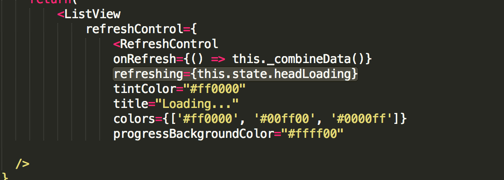 return(
<ListView
refreshControl={
<RefreshControl
onRefresh={() => this._combineData()}
refreshing={this.state.headLoading}
tintColor="#ff0000"
title="Loading..."
colors={['#ff0000', '#00ff00', '#0000ff']}
progressBackgroundColor="#ffff00"
/>
}